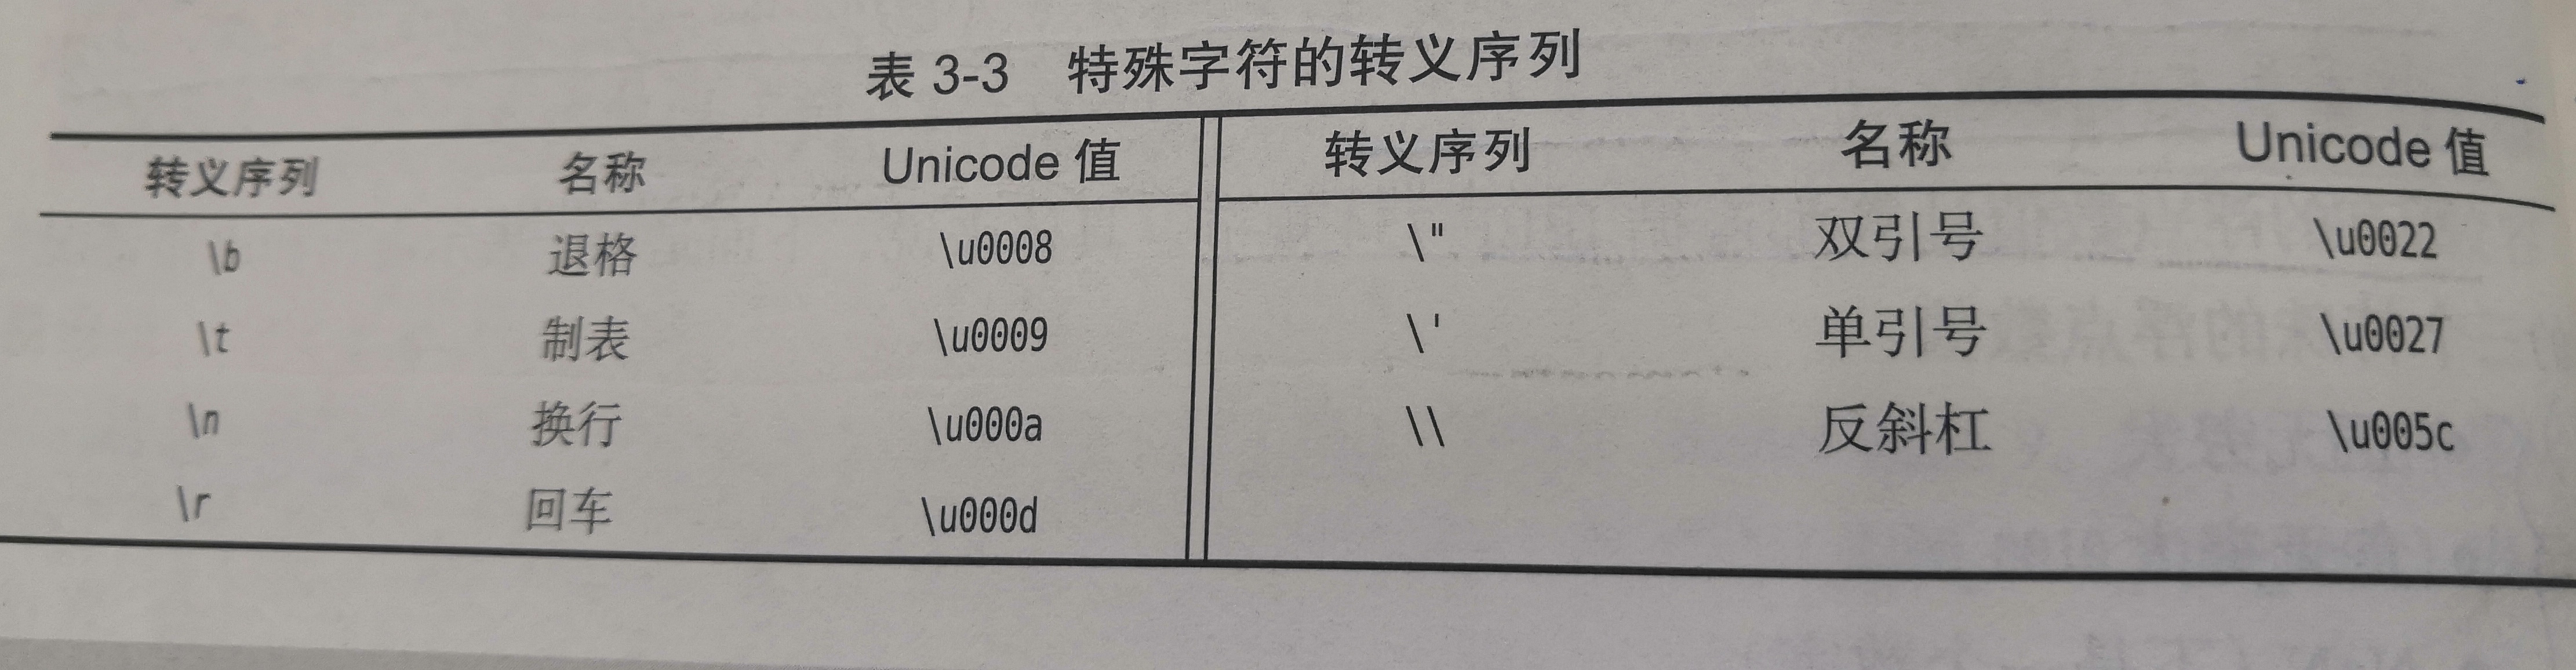 表 3-3 特殊字符的转义序列
转义序列 名称 Unicode 值 转义序列 名称 Unicode 值
\b 退格 \u0008 \" 双引号 \u0022
\t 制表 \u0009 \' 单引号 \u0027
\n 换行 \u000a \\ 反斜杠 \u005c
\r 回车 \u000d